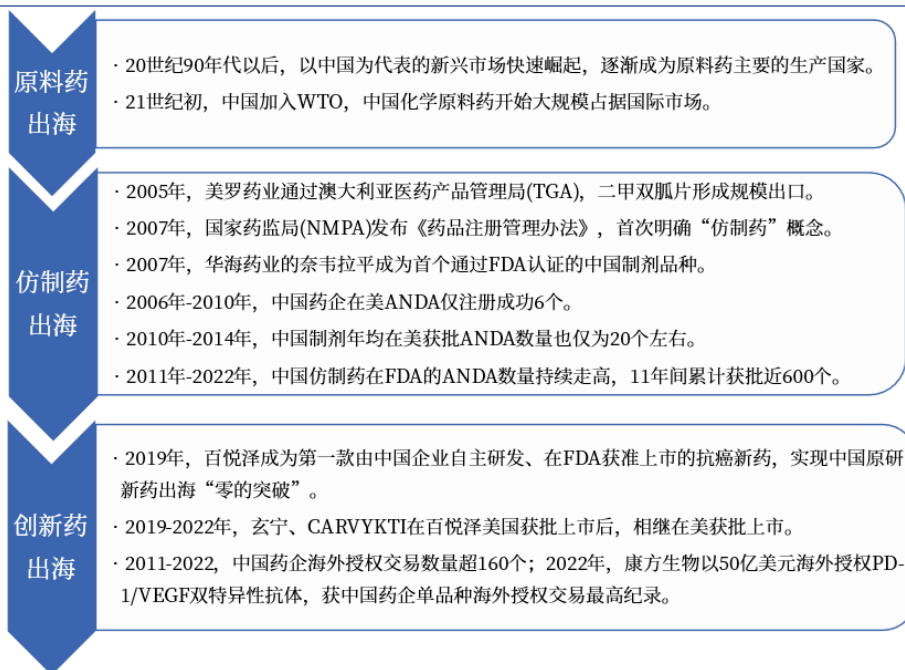 原料药
出海
· 20世纪90年代以后，以中国为代表的新兴市场快速崛起，逐渐成为原料药主要的生产国家。
· 21世纪初，中国加入WTO，中国化学原料药开始大规模占据国际市场。
仿制药
出海
· 2005年，美罗药业通过澳大利亚医药产品管理局(TGA)，二甲双胍片形成规模出口。
· 2007年，国家药监局(NMPA)发布《药品注册管理办法》，首次明确“仿制药”概念。
· 2007年，华海药业的奈韦拉平成为首个通过FDA认证的中国制剂品种。
· 2006年-2010年，中国药企在美ANDA仅注册成功6个。
· 2010年-2014年，中国制剂年均在美获批ANDA数量也仅为20个左右。
· 2011年-2022年，中国仿制药在FDA的ANDA数量持续走高，11年间累计获批近600个。
创新药
出海
· 2019年，百悦泽成为第一款由中国企业自主研发、在FDA获准上市的抗癌新药，实现中国原研
新药出海“零的突破”。
· 2019-2022年，玄宁、CARVYKTI在百悦泽美国获批上市后，相继在美获批上市。
· 2011-2022，中国药企海外授权交易数量超160个；2022年，康方生物以50亿美元海外授权PD-
1/VEGF双特异性抗体，获中国药企单品种海外授权交易最高纪录。